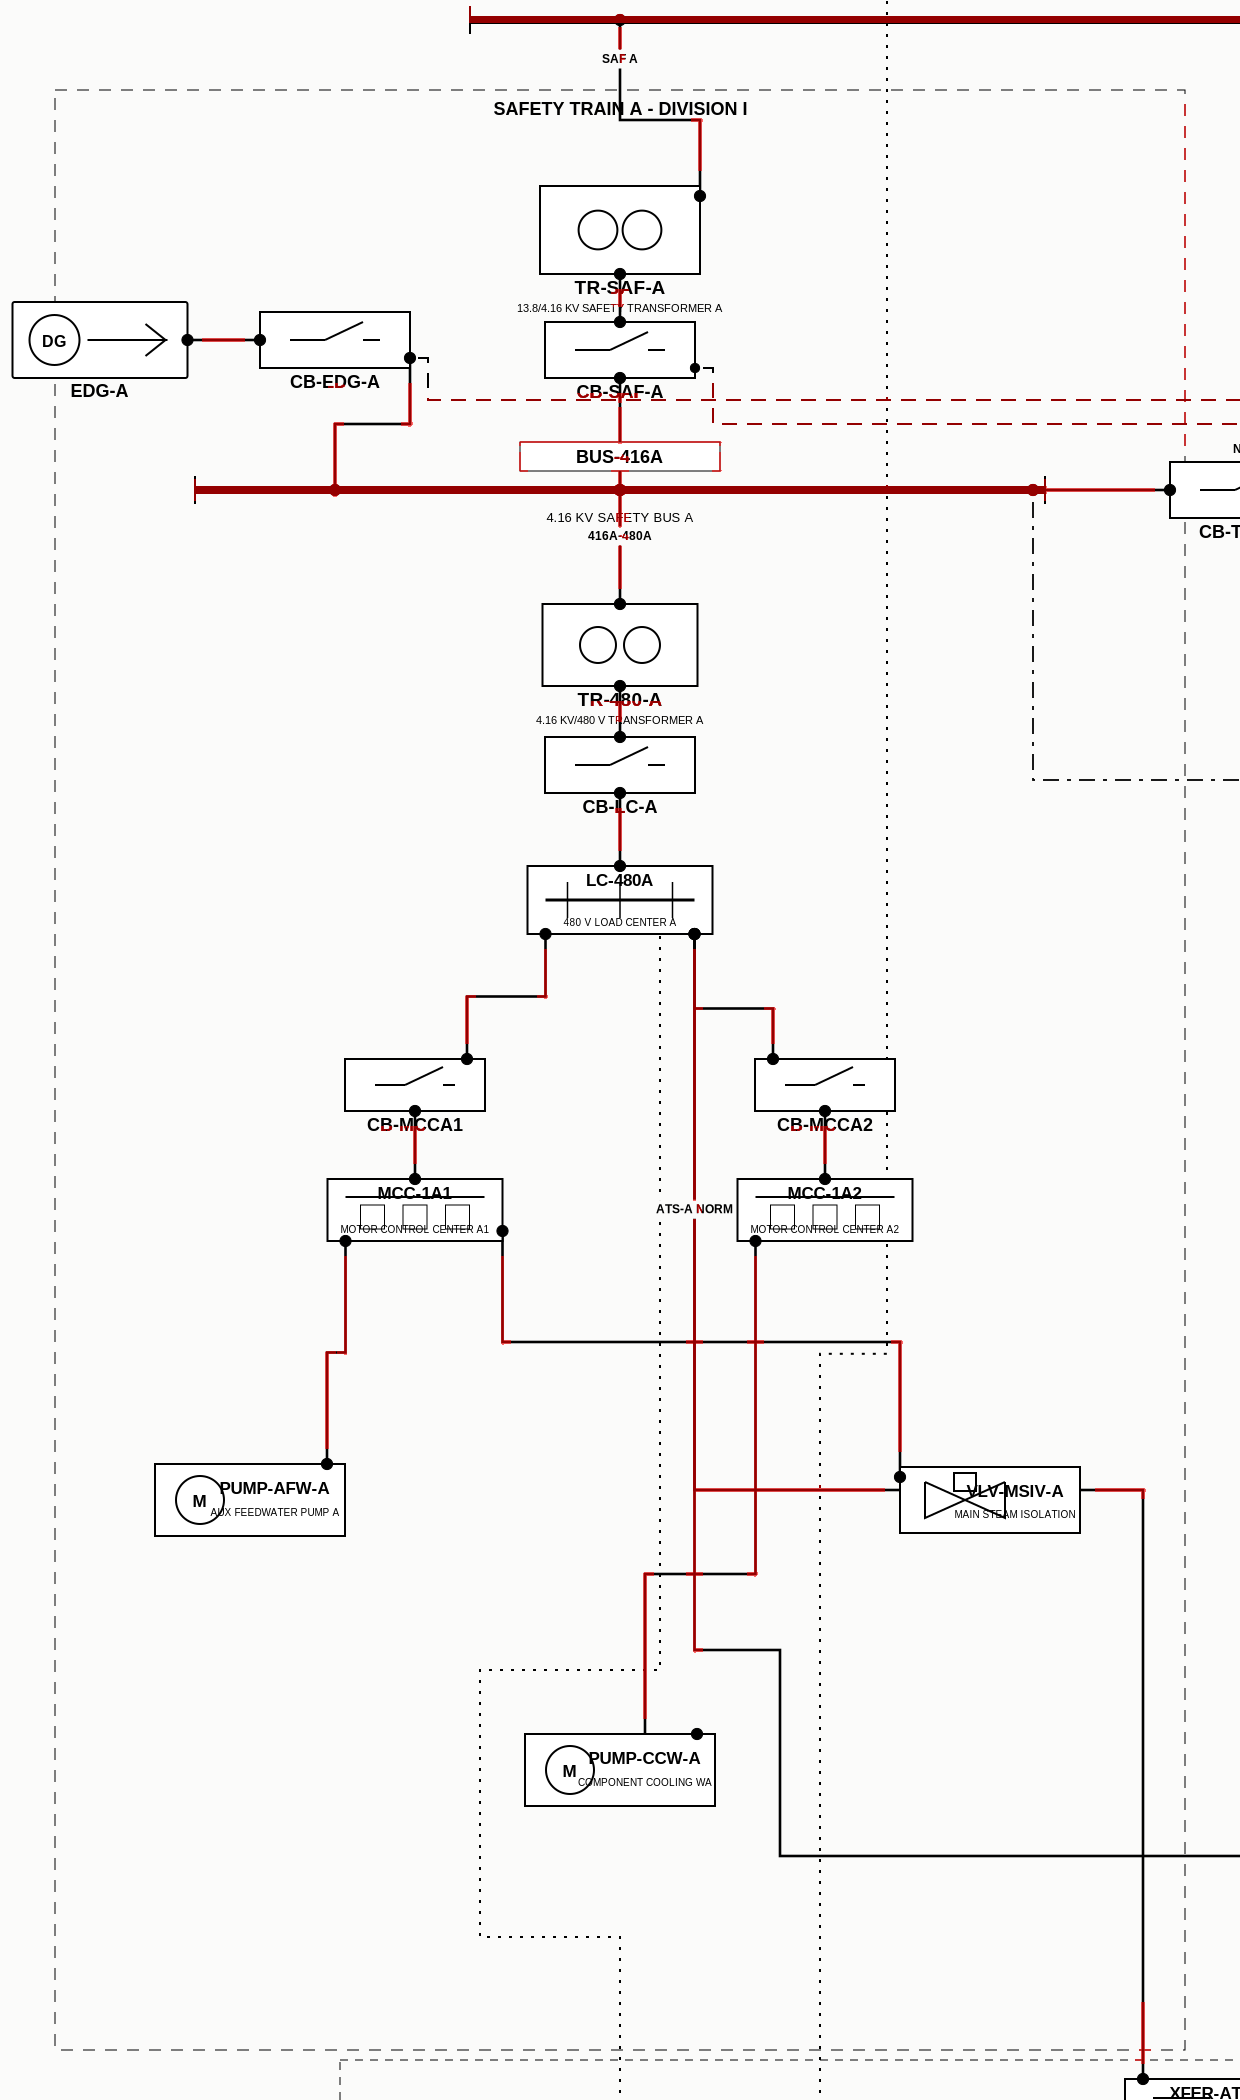 SAF A
SAFETY TRAIN A - DIVISION I
TR-SAF-A
13.8/4.16 KV SAFETY TRANSFORMER A
DG
EDG-A
CB-EDG-A
CB-SAF-A
BUS-416A
N
4.16 KV SAFETY BUS A
416A-480A
CB-T
TR-480-A
4.16 KV/480 V TRANSFORMER A
CB-LC-A
LC-480A
480 V LOAD CENTER A
CB-MCCA1
CB-MCCA2
MCC-1A1
MOTOR CONTROL CENTER A1
ATS-A NORM
MCC-1A2
MOTOR CONTROL CENTER A2
M
PUMP-AFW-A
AUX FEEDWATER PUMP A
VLV-MSIV-A
MAIN STEAM ISOLATION
M
PUMP-CCW-A
COMPONENT COOLING WA
XFER-AT